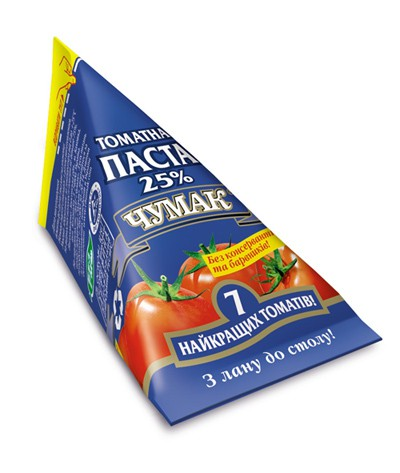 ТОМАТНА
ПАСТА
25%
ЧУМАК
Без консервантів
та барвників!
7
НАЙКРАЩИХ ТОМАТІВ!
З лану до столу!